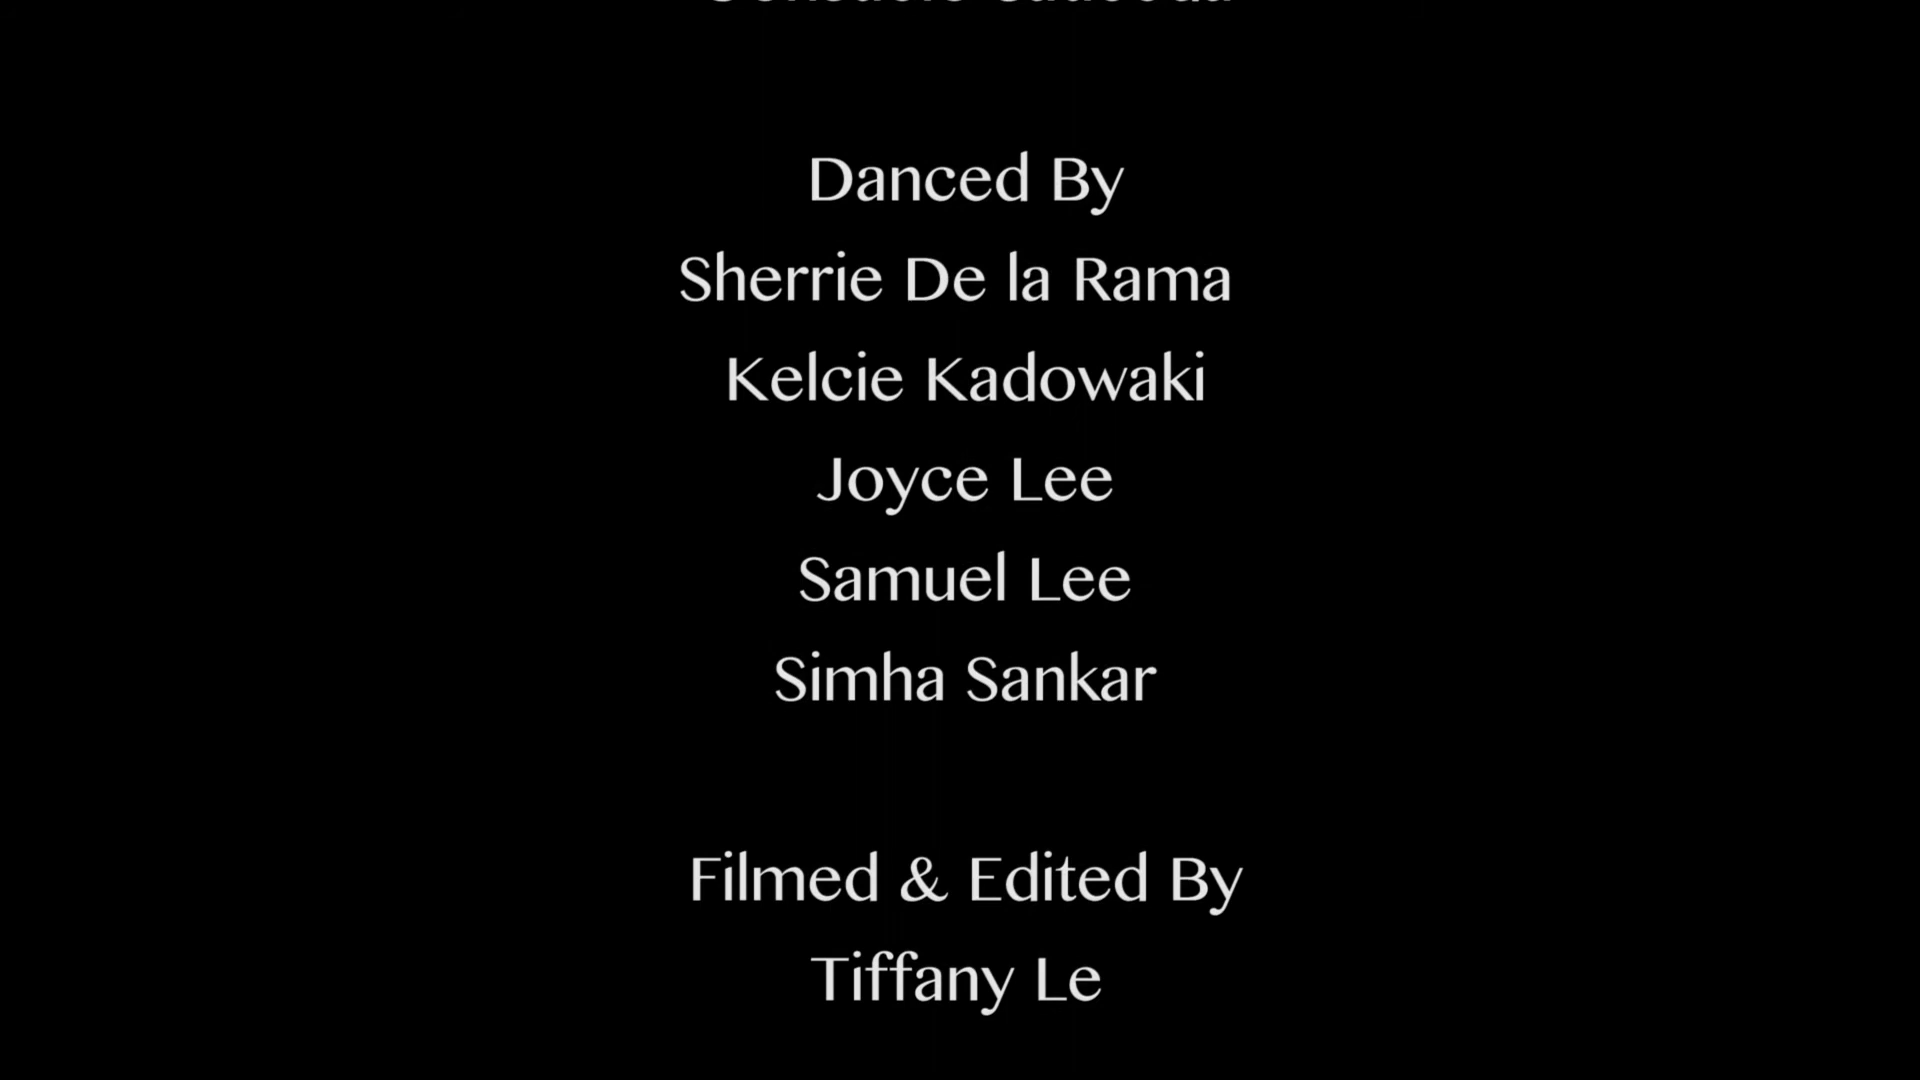 Danced By
Sherrie De la Rama
Kelcie Kadowaki
Joyce Lee
Samuel Lee
Simha Sankar
Filmed & Edited By
Tiffany Le